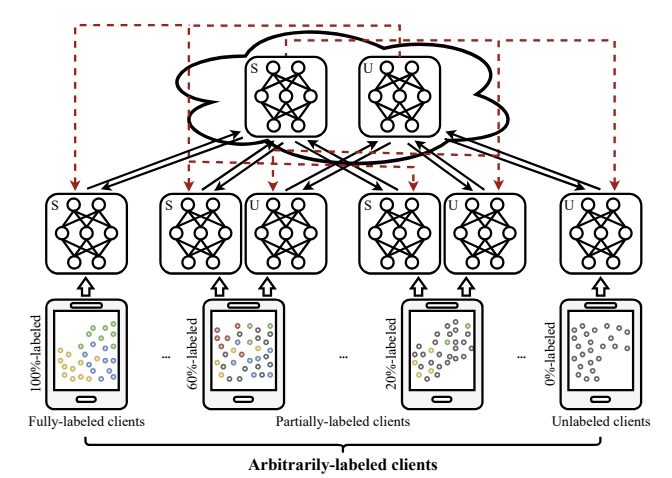 S
U
S
S
U
S
U
U
100%-labeled
...
60%-labeled
...
20%-labeled
...
0%-labeled
Fully-labeled clients
Partially-labeled clients
Unlabeled clients
Arbitrarily-labeled clients